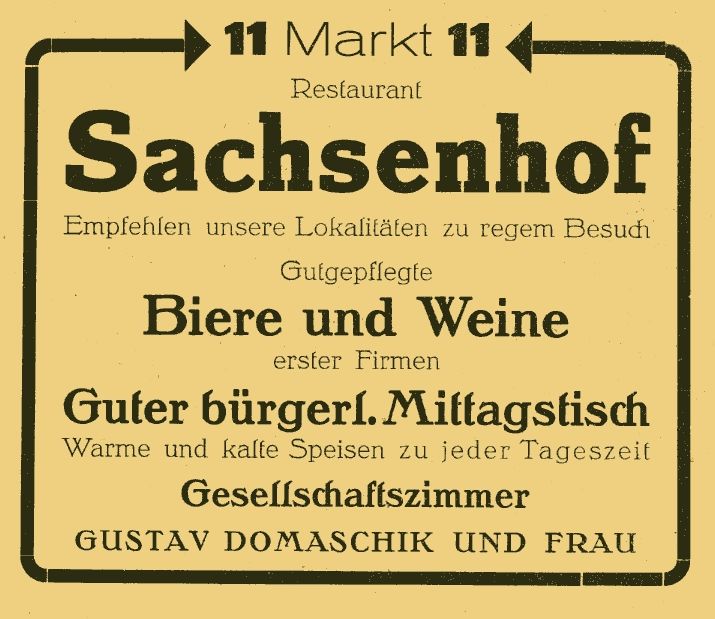 11 Markt 11
Restaurant
Sachsenhof
Empfehlen unsere Lokalitäten zu regem Besuch
Gutgepflegte
Biere und Weine
erster Firmen
Guter bürgerl. Mittagstisch
Warme und kalte Speisen zu jeder Tageszeit
Gesellschaftszimmer
GUSTAV DOMASCHIK UND FRAU